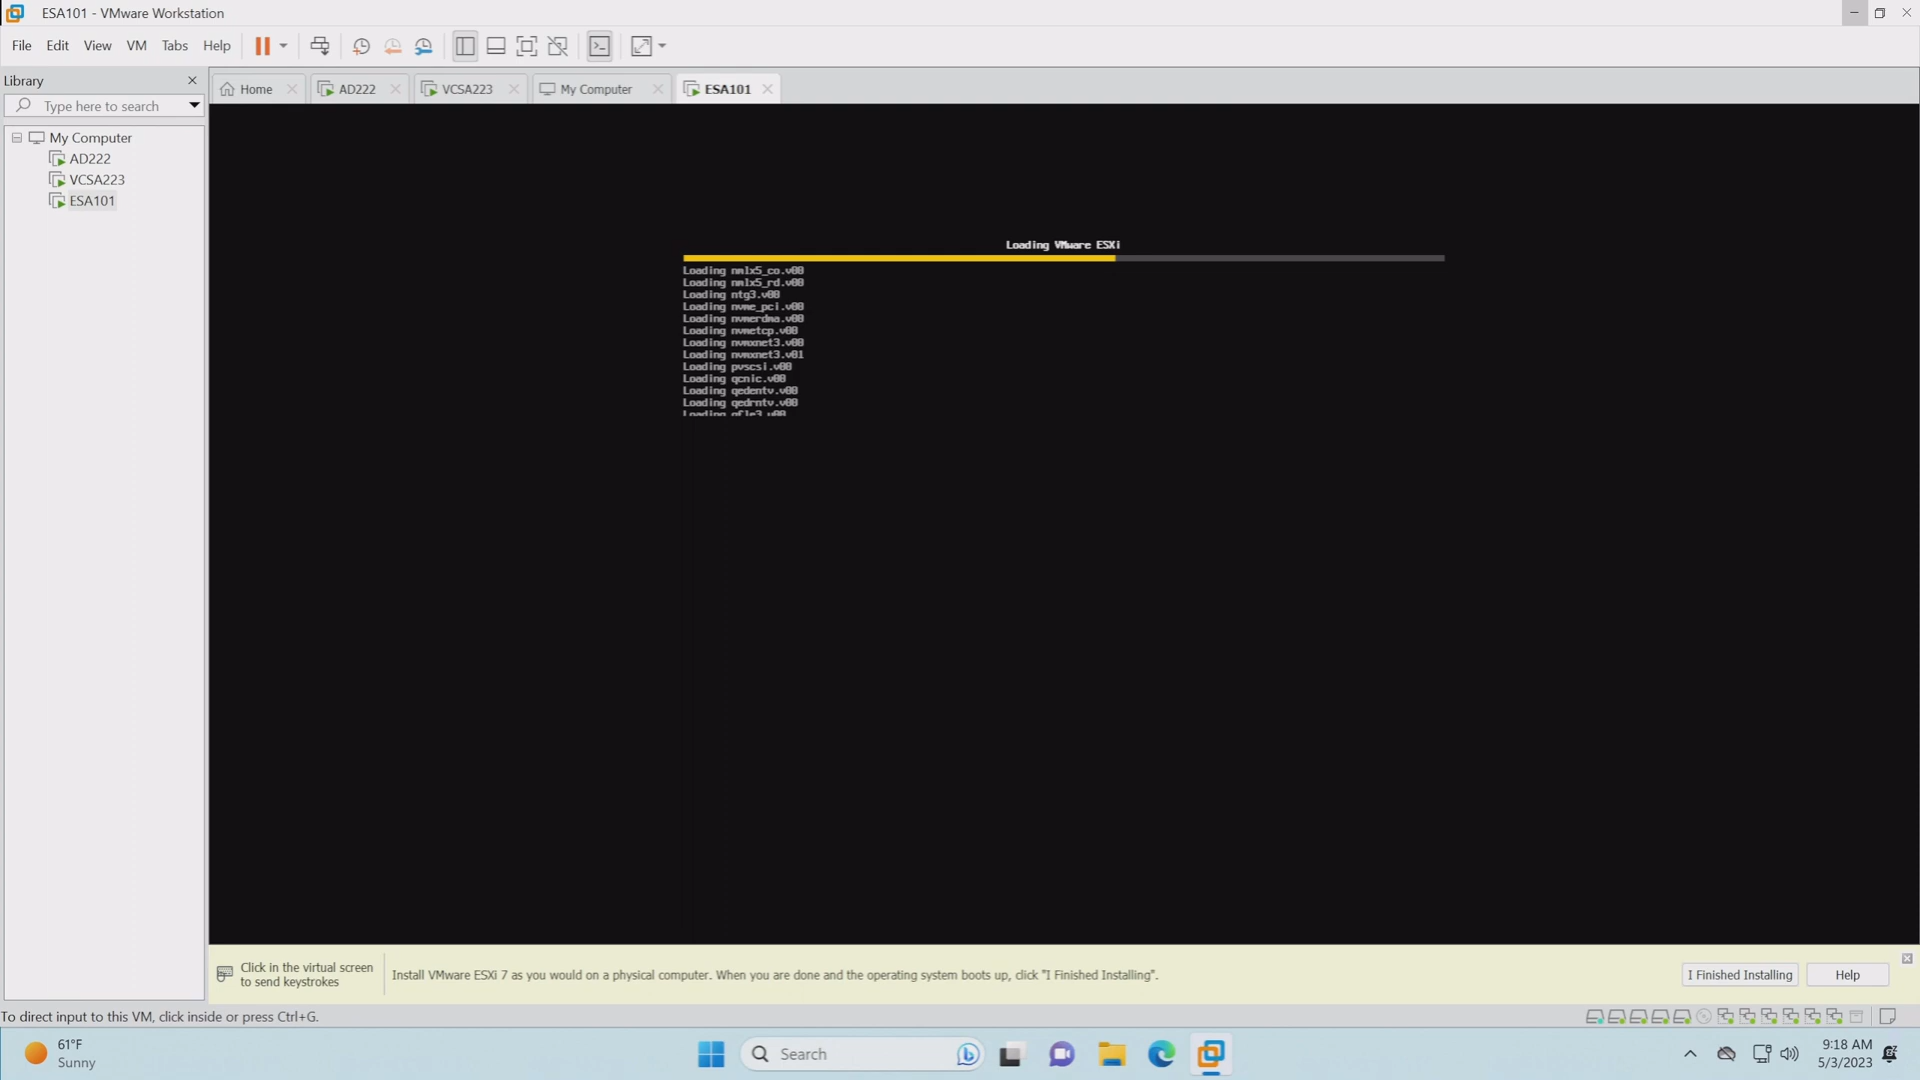 ESA101 - VMware Workstation
File Edit View VM Tabs Help
Library
Type here to search
My Computer
AD222
VCSA223
ESA101
Home
AD222
VCSA223
My Computer
ESA101
Loading VMware ESXi
Loading nmlx5_co.v00
Loading nmlx5_rd.v00
Loading ntg3.v00
Loading nvme_pci.v00
Loading nvmerdma.v00
Loading nvmetcp.v00
Loading nvmxnet3.v00
Loading nvmxnet3.v01
Loading pvscsi.v00
Loading qcnic.v00
Loading qedentv.v00
Loading qedrntv.v00
Loading qfle3.v00
Click in the virtual screen
to send keystrokes
Install VMware ESXi 7 as you would on a physical computer. When you are done and the operating system boots up, click "I Finished Installing".
I Finished Installing
Help
To direct input to this VM, click inside or press Ctrl+G.
61°F
Sunny
Search
9:18 AM
5/3/2023